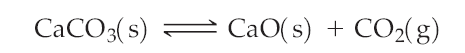 CaCO₃(s) ⇌ CaO(s) + CO₂(g)